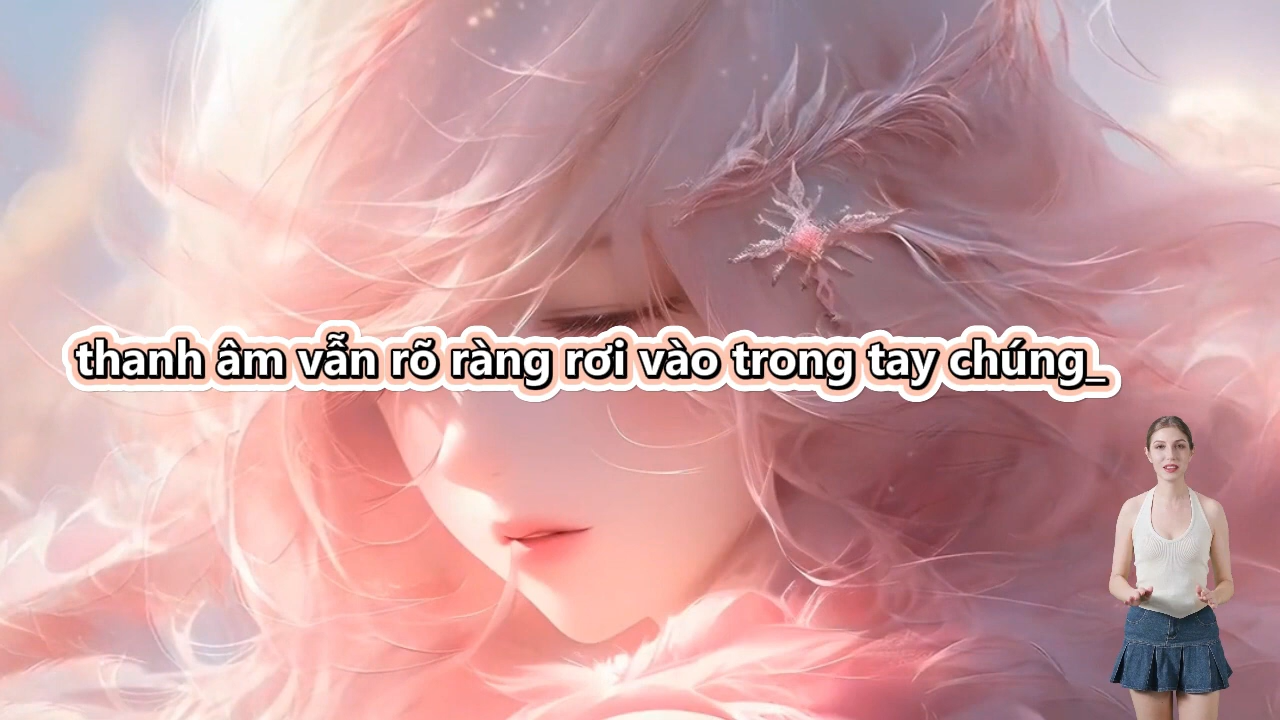 thanh âm vẫn rõ ràng rơi vào trong tay chúng_